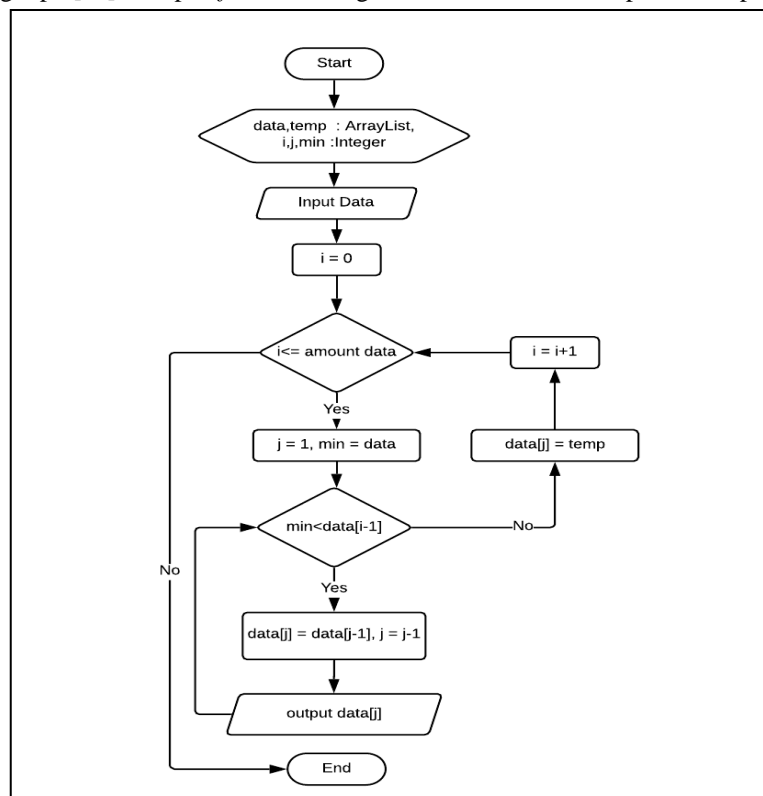 Start
data,temp : ArrayList,
i,j,min :Integer
Input Data
i = 0
i<= amount data
i = i+1
Yes
j = 1, min = data
data[j] = temp
min<data[i-1]
No
No
Yes
data[j] = data[j-1], j = j-1
output data[j]
End